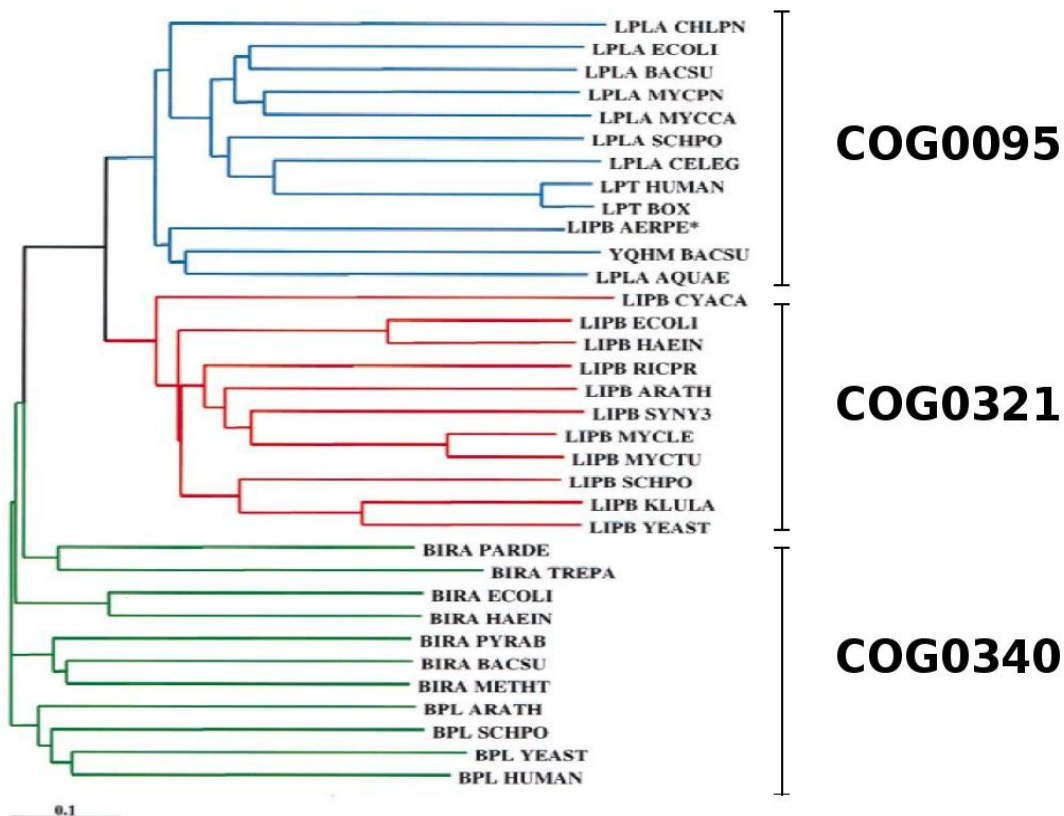 LPLA CHLPN
LPLA ECOLI
LPLA BACSU
LPLA MYCPN
LPLA MYCCA
LPLA SCHPO
LPLA CELEG
LPT HUMAN
LPT BOX
LIPB AERPE*
YQHM BACSU
LPLA AQUAE
COG0095
LIPB CYACA
LIPB ECOLI
LIPB HAEIN
LIPB RICPR
LIPB ARATH
LIPB SYNY3
LIPB MYCLE
LIPB MYCTU
LIPB SCHPO
LIPB KLULA
LIPB YEAST
COG0321
BIRA PARDE
BIRA TREPA
BIRA ECOLI
BIRA HAEIN
BIRA PYRAB
BIRA BACSU
BIRA METHT
BPL ARATH
BPL SCHPO
BPL YEAST
BPL HUMAN
COG0340
0.1